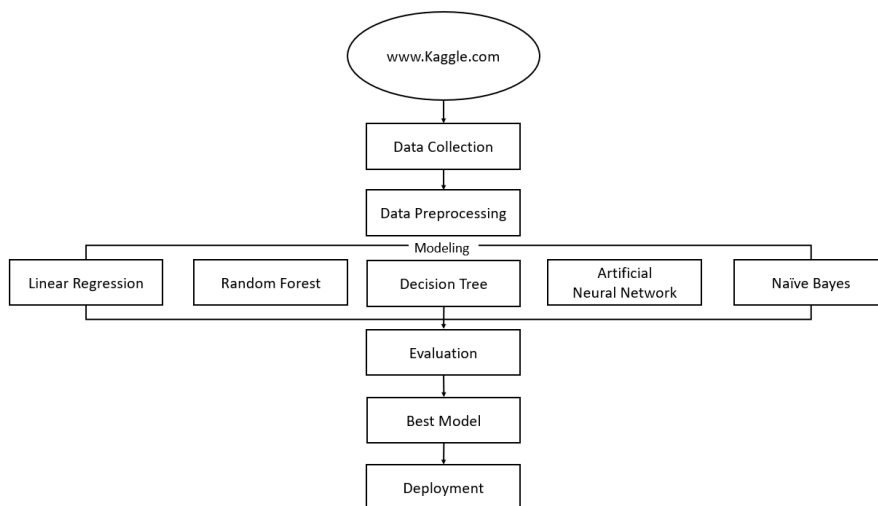 www.Kaggle.com
Data Collection
Data Preprocessing
Modeling
Linear Regression
Random Forest
Decision Tree
Artificial
Neural Network
Naïve Bayes
Evaluation
Best Model
Deployment